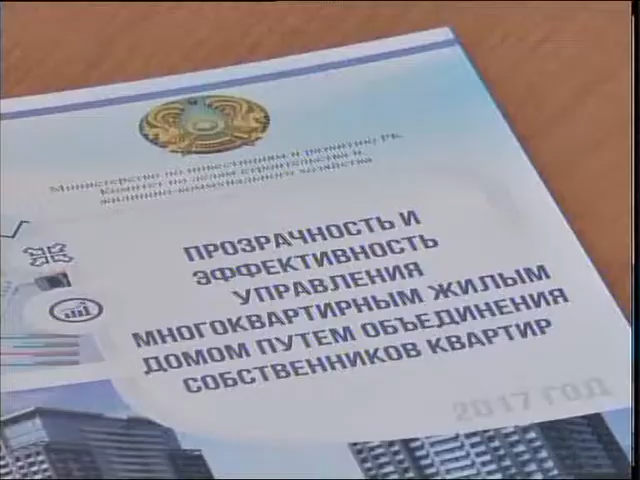 Министерство по инвестициям и развитию РК
Комитет по делам строительства и
жилищно-коммунального хозяйства
ПРОЗРАЧНОСТЬ И
ЭФФЕКТИВНОСТЬ
УПРАВЛЕНИЯ
МНОГОКВАРТИРНЫМ ЖИЛЫМ
ДОМОМ ПУТЕМ ОБЪЕДИНЕНИЯ
СОБСТВЕННИКОВ КВАРТИР
2017 ГОД